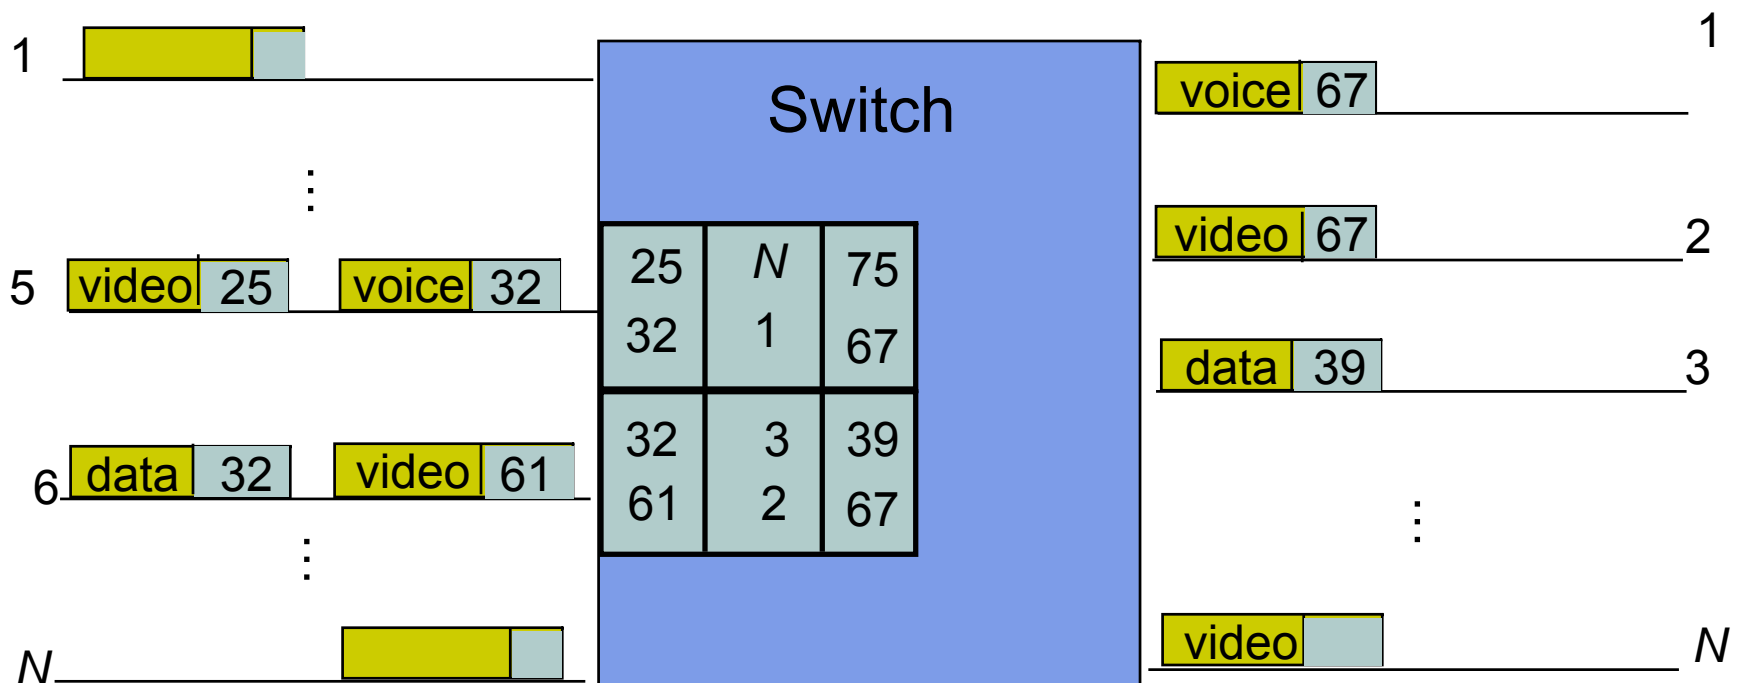 1
1
Switch
voice 67
⋮
video 67
2
5
video 25
voice 32
25 N 75
32 1 67
data 39
3
6
data 32
video 61
32 3 39
61 2 67
⋮
⋮
video
N
N